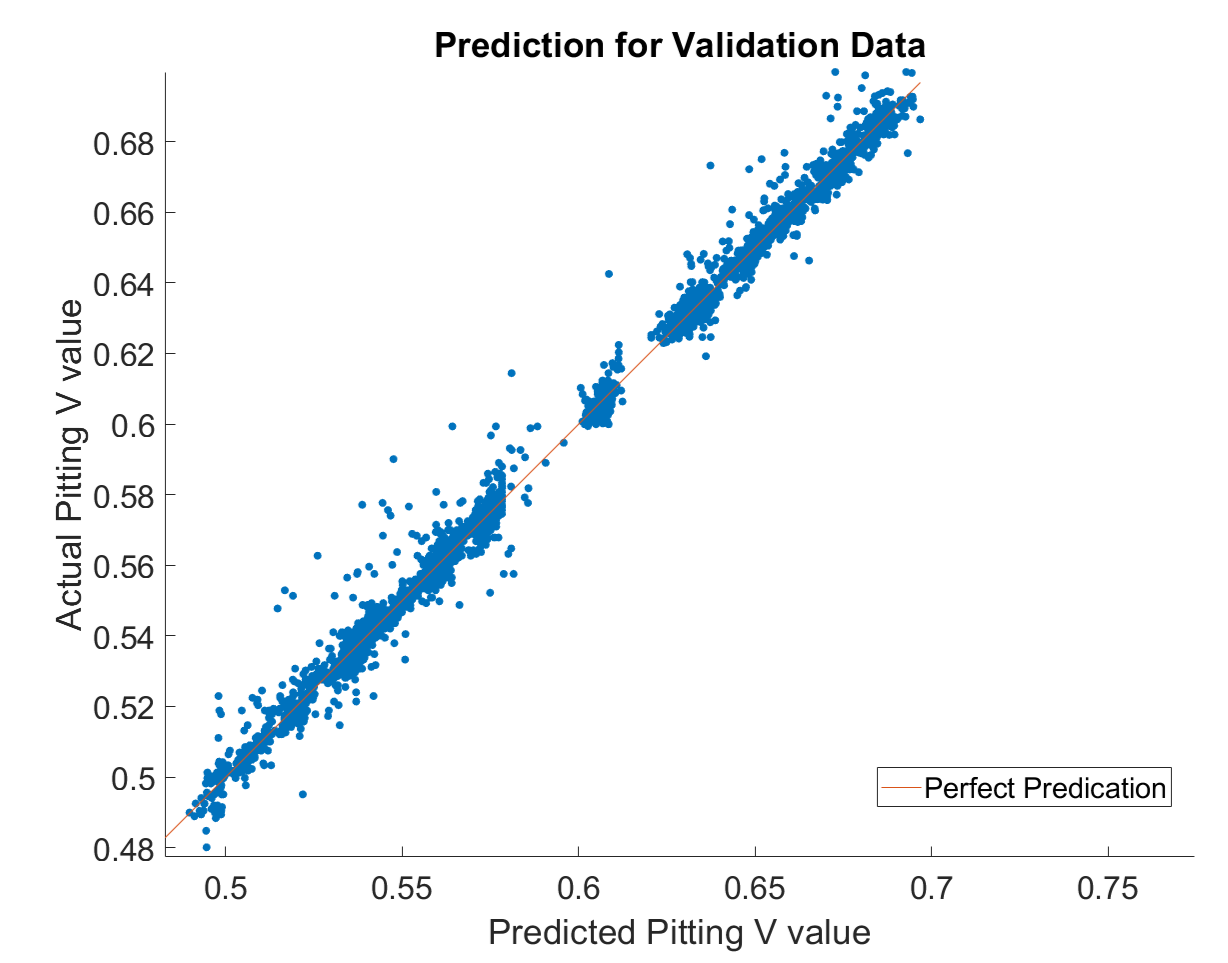 Prediction for Validation Data
Actual Pitting V value
0.68
0.66
0.64
0.62
0.6
0.58
0.56
0.54
0.52
0.5
0.48
Perfect Predication
0.5 0.55 0.6 0.65 0.7 0.75
Predicted Pitting V value